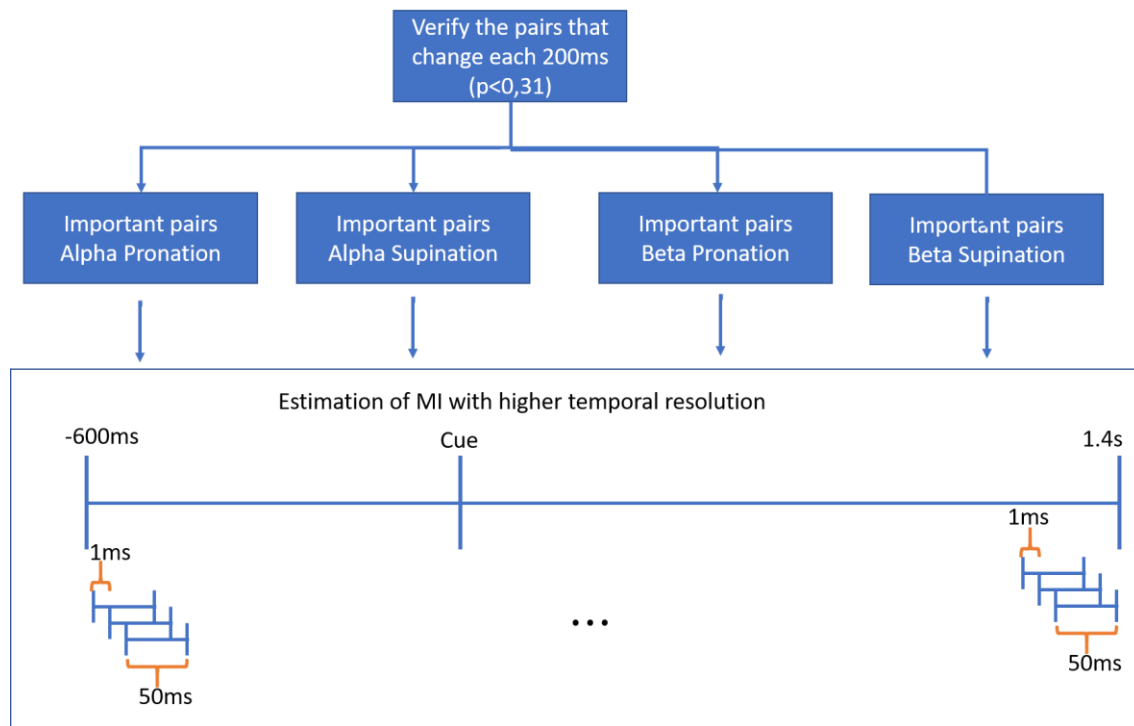 Verify the pairs that
change each 200ms
(p<0,31)
Important pairs
Alpha Pronation
Important pairs
Alpha Supination
Important pairs
Beta Pronation
Important pairs
Beta Supination
Estimation of MI with higher temporal resolution
-600ms
Cue
1.4s
1ms
1ms
...
50ms
50ms